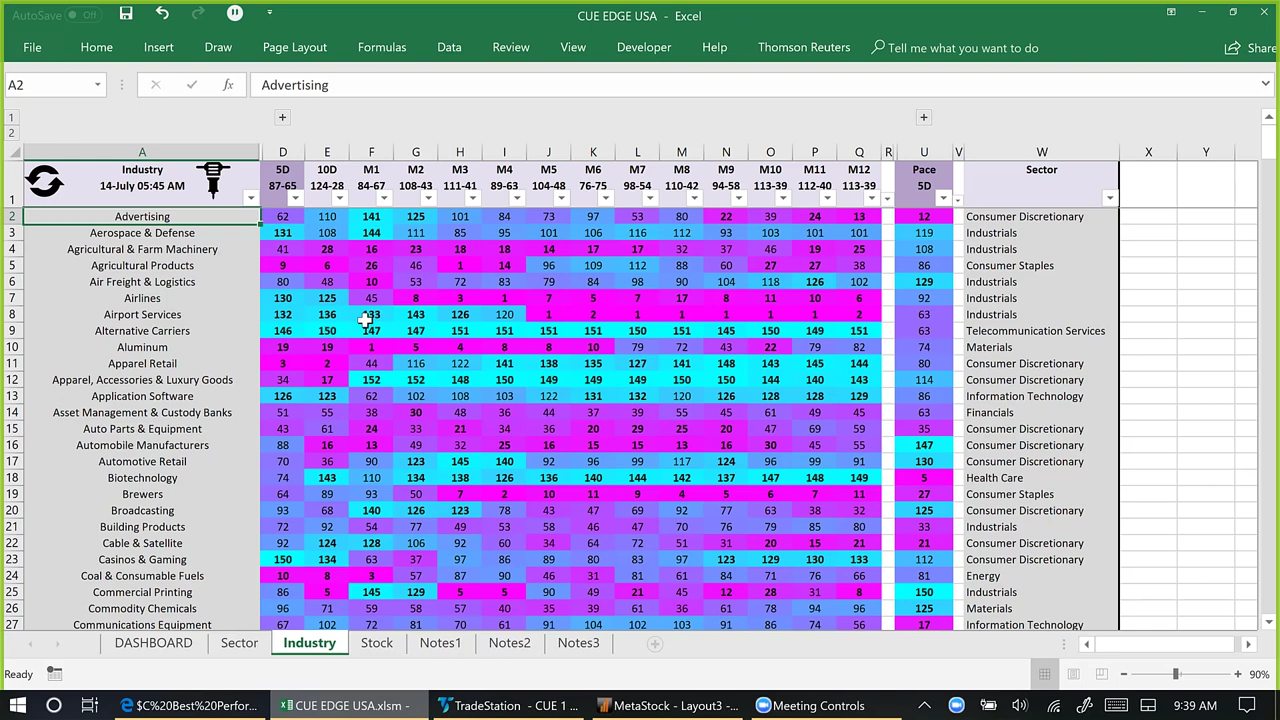 AutoSave Off CUE EDGE USA - Excel
File Home Insert Draw Page Layout Formulas Data Review View Developer Help Thomson Reuters Tell me what you want to do Share
A2 fx Advertising
1
2
A D E F G H I J K L M N O P Q R U V W X Y
Industry 5D 10D M1 M2 M3 M4 M5 M6 M7 M8 M9 M10 M11 M12 Pace Sector
1 14-July 05:45 AM 87-65 124-28 84-67 108-43 111-41 89-63 104-48 76-75 98-54 110-42 94-58 113-39 112-40 113-39 5D
2 Advertising 62 110 141 125 101 84 73 97 53 80 22 39 24 13 12 Consumer Discretionary
3 Aerospace & Defense 131 108 144 111 85 95 101 106 116 112 93 103 101 101 119 Industrials
4 Agricultural & Farm Machinery 41 28 16 23 18 18 14 17 17 32 37 46 19 25 108 Industrials
5 Agricultural Products 9 6 26 46 1 14 96 109 112 88 60 27 27 38 86 Consumer Staples
6 Air Freight & Logistics 80 48 10 53 72 83 79 84 98 90 104 118 126 102 129 Industrials
7 Airlines 130 125 45 8 3 1 7 5 7 17 8 11 10 6 92 Industrials
8 Airport Services 132 136 33 143 126 120 1 2 1 1 1 1 1 2 63 Industrials
9 Alternative Carriers 146 150 147 147 151 151 151 151 150 151 150 151 149 151 63 Telecommunication Services
10 Aluminum 19 19 1 5 4 8 8 10 79 72 43 22 79 82 74 Materials
11 Apparel Retail 3 2 44 116 122 141 138 135 127 141 148 143 145 144 80 Consumer Discretionary
12 Apparel, Accessories & Luxury Goods 34 17 152 152 148 150 149 149 149 150 150 144 140 143 114 Consumer Discretionary
13 Application Software 126 123 62 102 108 103 122 131 132 120 126 128 128 129 86 Information Technology
14 Asset Management & Custody Banks 51 55 38 30 48 36 44 37 39 55 45 61 49 45 63 Financials
15 Auto Parts & Equipment 43 61 24 33 21 34 36 20 29 25 20 47 69 59 35 Consumer Discretionary
16 Automobile Manufacturers 88 16 13 49 32 25 16 15 15 13 16 30 45 55 147 Consumer Discretionary
17 Automotive Retail 70 36 90 123 145 140 92 96 99 117 124 96 99 91 130 Consumer Discretionary
18 Biotechnology 74 143 110 134 138 126 136 140 144 142 137 147 148 149 5 Health Care
19 Brewers 64 89 93 50 7 2 10 11 9 4 5 6 7 11 27 Consumer Staples
20 Broadcasting 93 68 140 126 123 78 43 47 69 92 77 63 38 32 125 Consumer Discretionary
21 Building Products 72 92 54 77 49 53 58 46 47 70 76 79 85 80 33 Industrials
22 Cable & Satellite 92 124 128 106 92 60 34 64 72 51 31 20 15 21 21 Consumer Discretionary
23 Casinos & Gaming 150 134 63 37 97 86 89 80 83 97 123 129 130 133 112 Consumer Discretionary
24 Coal & Consumable Fuels 10 8 3 57 87 90 46 31 81 61 84 71 76 66 81 Energy
25 Commercial Printing 86 5 145 129 5 5 90 49 21 45 12 28 31 8 150 Industrials
26 Commodity Chemicals 96 71 59 58 57 40 35 39 61 36 61 78 94 96 125 Materials
27 Communications Equipment 67 102 72 81 70 61 91 104 107 103 91 90 74 56 17 Information Technology
DASHBOARD Sector Industry Stock Notes1 Notes2 Notes3
Ready 90%
$C%20Best%20Perfor... CUE EDGE USA.xlsm - TradeStation - CUE 1 ... MetaStock - Layout3 - ... Meeting Controls 9:39 AM